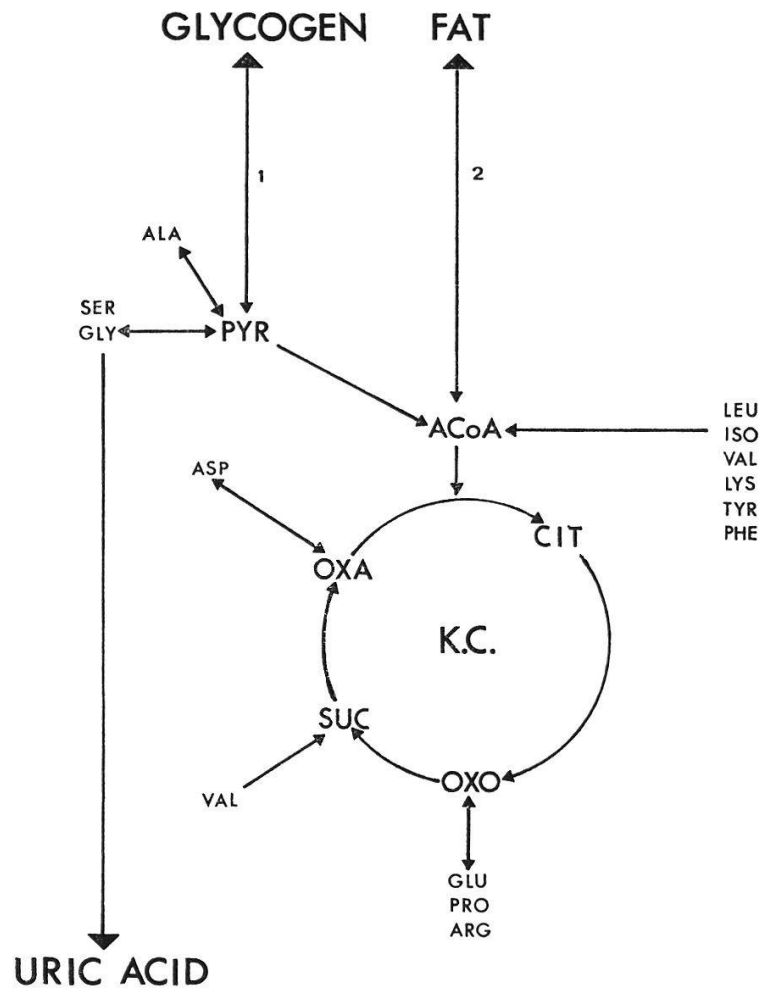 GLYCOGEN FAT
1
2
ALA
SER
GLY
PYR
ACoA
LEU
ISO
VAL
LYS
TYR
PHE
ASP
OXA
CIT
K.C.
SUC
VAL
OXO
GLU
PRO
ARG
URIC ACID